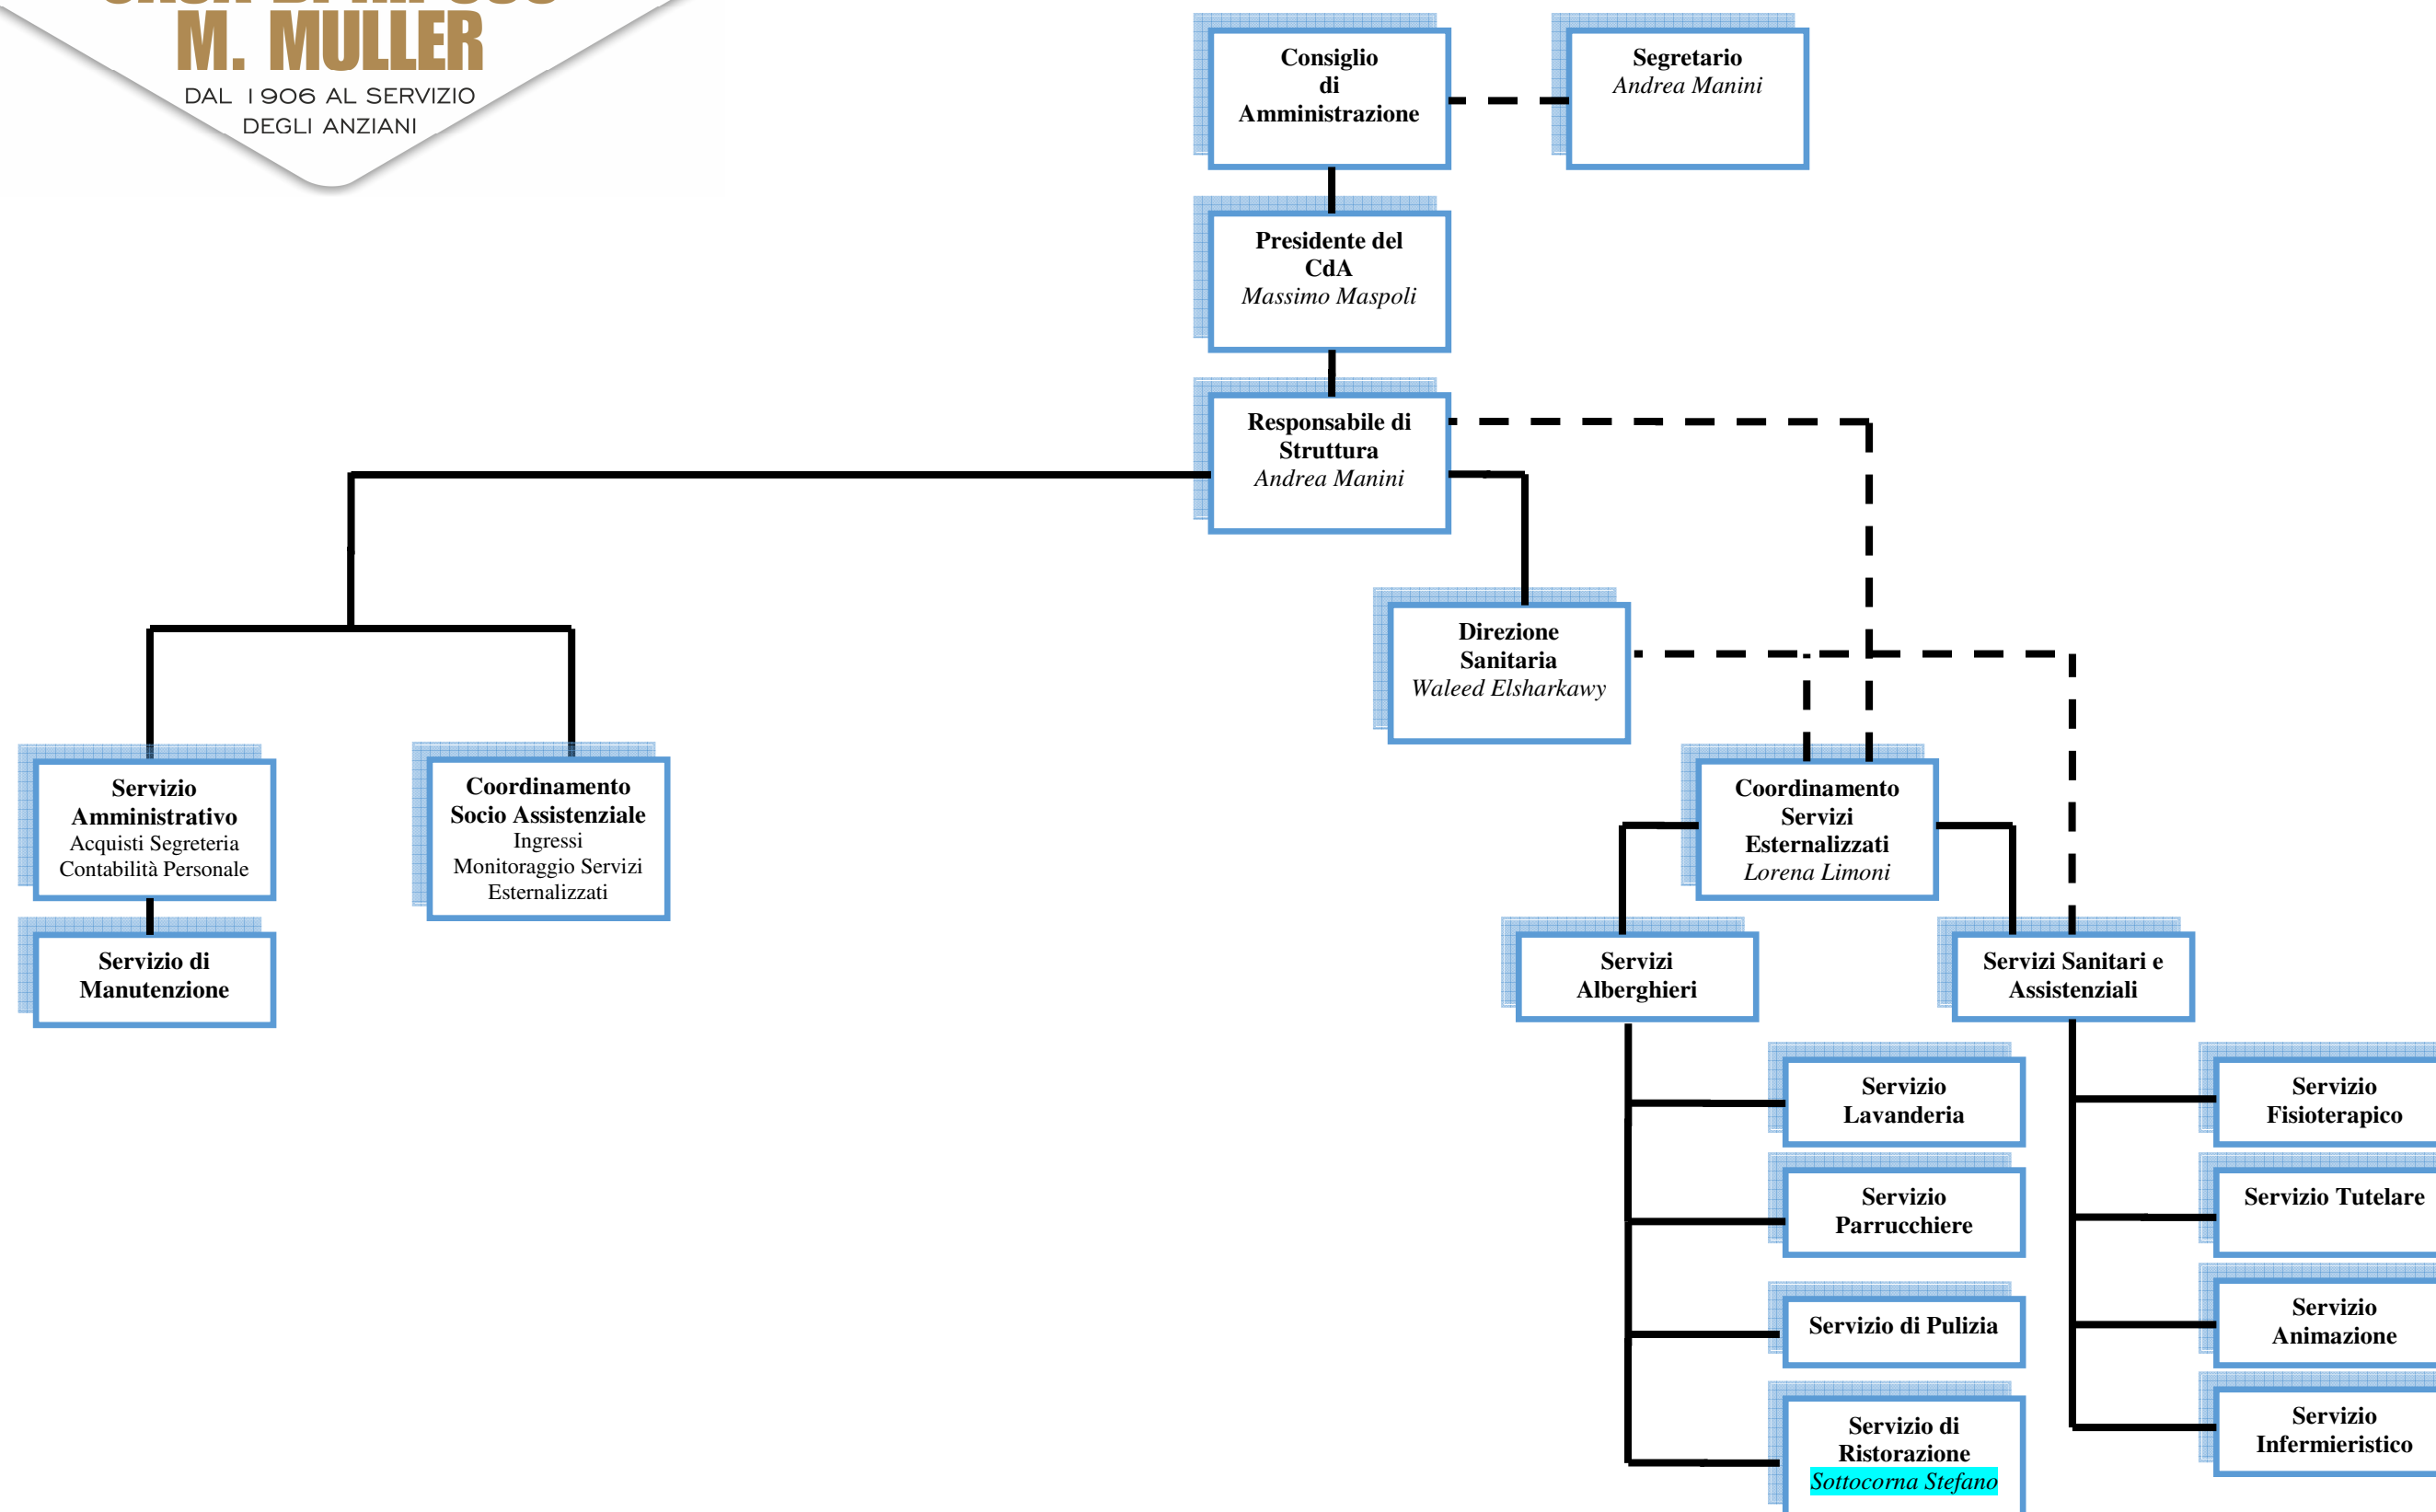 M. MULLER
DAL 1906 AL SERVIZIO
DEGLI ANZIANI
Consiglio
di
Amministrazione
Segretario
Andrea Manini
Presidente del
CdA
Massimo Maspoli
Responsabile di
Struttura
Andrea Manini
Direzione
Sanitaria
Waleed Elsharkawy
Servizio
Amministrativo
Acquisti Segreteria
Contabilità Personale
Coordinamento
Socio Assistenziale
Ingressi
Monitoraggio Servizi
Esternalizzati
Coordinamento
Servizi
Esternalizzati
Lorena Limoni
Servizio di
Manutenzione
Servizi
Alberghieri
Servizi Sanitari e
Assistenziali
Servizio
Lavanderia
Servizio
Parrucchiere
Servizio di Pulizia
Servizio di
Ristorazione
Sottocorna Stefano
Servizio
Fisioterapico
Servizio Tutelare
Servizio
Animazione
Servizio
Infermieristico